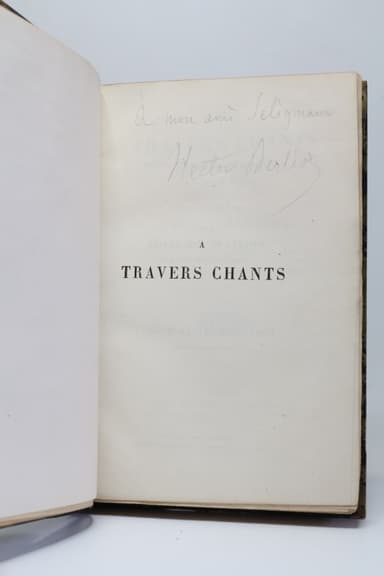 à mon ami Seligmann
Hector Berlioz
A
TRAVERS CHANTS